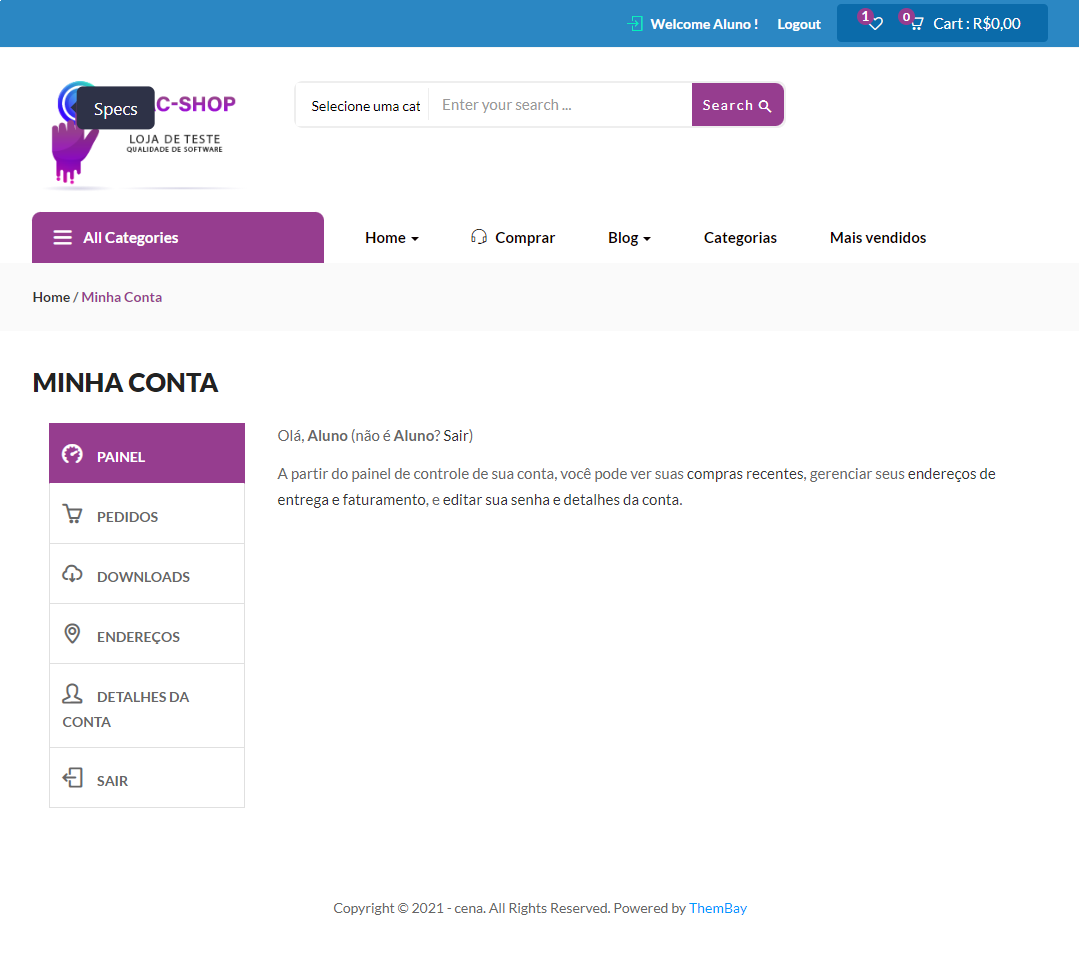 Welcome Aluno ! Logout 1 0 Cart : R$0,00
Specs
C-SHOP
LOJA DE TESTE
QUALIDADE DE SOFTWARE
Selecione uma cat Enter your search ... Search
All Categories Home Comprar Blog Categorias Mais vendidos
Home / Minha Conta
MINHA CONTA
PAINEL
PEDIDOS
DOWNLOADS
ENDEREÇOS
DETALHES DA
CONTA
SAIR
Olá, Aluno (não é Aluno? Sair)
A partir do painel de controle de sua conta, você pode ver suas compras recentes, gerenciar seus endereços de
entrega e faturamento, e editar sua senha e detalhes da conta.
Copyright © 2021 - cena. All Rights Reserved. Powered by ThemBay